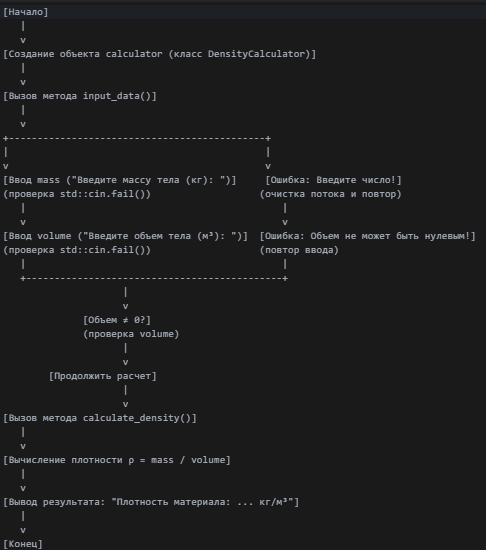 [Начало]
|
v
[Создание объекта calculator (класс DensityCalculator)]
|
v
[Вызов метода input_data()]
|
v
+---------------------------------------------+
| |
v v
[Ввод mass ("Введите массу тела (кг): ")] [Ошибка: Введите число!]
(проверка std::cin.fail()) (очистка потока и повтор)
| |
v v
[Ввод volume ("Введите объем тела (м³): ")] [Ошибка: Объем не может быть нулевым!]
(проверка std::cin.fail()) (повтор ввода)
| |
+---------------------------------------------+
|
v
[Объем ≠ 0?]
(проверка volume)
|
v
[Продолжить расчет]
|
v
[Вызов метода calculate_density()]
|
v
[Вычисление плотности ρ = mass / volume]
|
v
[Вывод результата: "Плотность материала: ... кг/м³"]
|
v
[Конец]